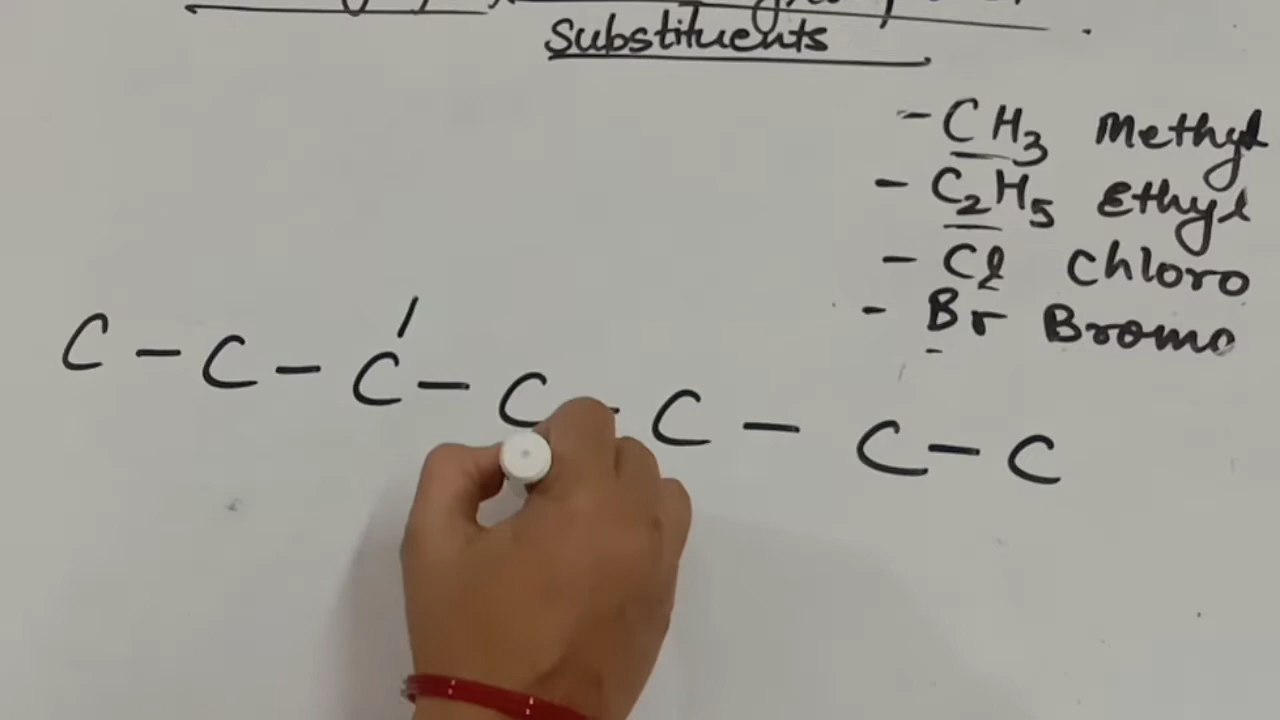 Substituents
- CH3 Methyl
- C2H5 Ethyl
- Cl Chloro
- Br Bromo
C - C - C - C - C - C - C